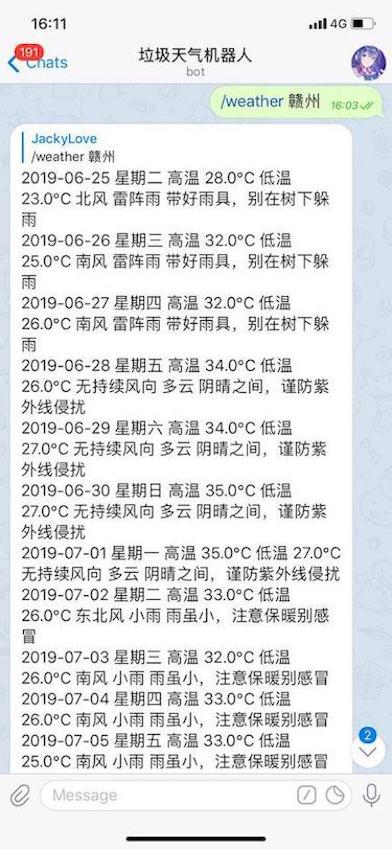 16:11
4G
191
Chats
垃圾天气机器人
bot
/weather 赣州
16:03
JackyLove
/weather 赣州
2019-06-25 星期二 高温 28.0°C 低温
23.0°C 北风 雷阵雨 带好雨具，别在树下躲
雨
2019-06-26 星期三 高温 32.0°C 低温
25.0°C 南风 雷阵雨 带好雨具，别在树下躲
雨
2019-06-27 星期四 高温 32.0°C 低温
26.0°C 南风 雷阵雨 带好雨具，别在树下躲
雨
2019-06-28 星期五 高温 34.0°C 低温
26.0°C 无持续风向 多云 阴晴之间，谨防紫
外线侵扰
2019-06-29 星期六 高温 34.0°C 低温
27.0°C 无持续风向 多云 阴晴之间，谨防紫
外线侵扰
2019-06-30 星期日 高温 35.0°C 低温
27.0°C 无持续风向 多云 阴晴之间，谨防紫
外线侵扰
2019-07-01 星期一 高温 35.0°C 低温 27.0°C
无持续风向 多云 阴晴之间，谨防紫外线侵扰
2019-07-02 星期二 高温 33.0°C 低温
26.0°C 东北风 小雨 雨虽小，注意保暖别感
冒
2019-07-03 星期三 高温 32.0°C 低温
26.0°C 南风 小雨 雨虽小，注意保暖别感冒
2019-07-04 星期四 高温 33.0°C 低温
26.0°C 南风 小雨 雨虽小，注意保暖别感冒
2019-07-05 星期五 高温 33.0°C 低温
25.0°C 南风 小雨 雨虽小，注意保暖别感冒
2
Message